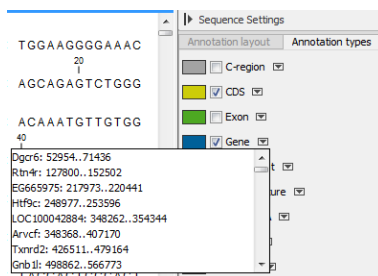 Sequence Settings
Annotation layout Annotation types
TGGAAGGGGAAAC
20
AGCAGAGTCTGGG
ACAAATGTTGTGG
40
C-region
CDS
Exon
Gene
Dgcr6: 52954..71436
Rtn4r: 127800..152502
EG665975: 217973..220441
Htf9c: 248977..253596
LOC100042884: 348262..354344
Arvcf: 348368..407170
Txnrd2: 426511..479164
Gnb1l: 498862...566773